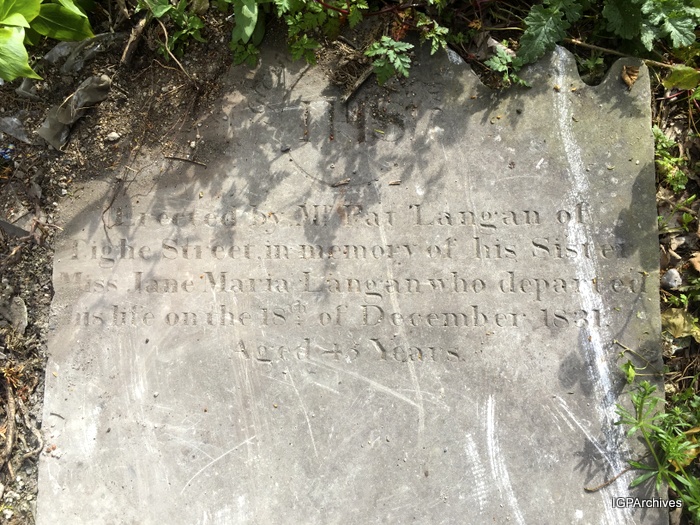 IHS
Erected by Mr Pat Langan of
Tighe Street, in memory of his Sister
Miss Jane Maria Langan who departed
this life on the 18th of December 1831.
Aged 45 Years.
IGPArchives